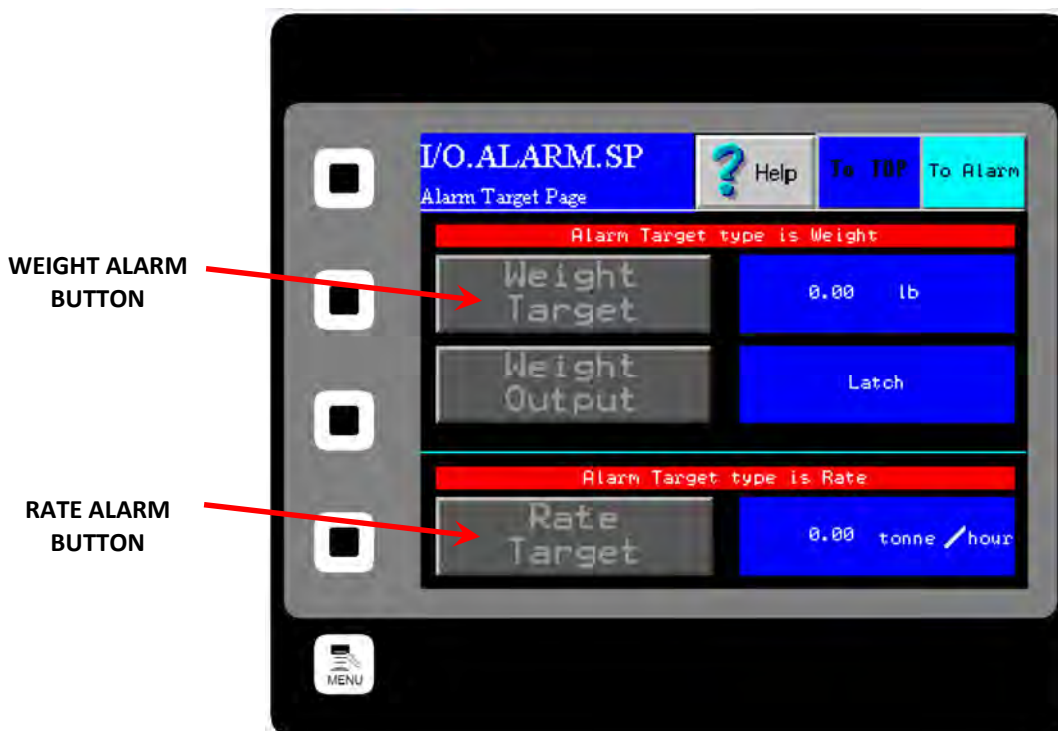 I/O.ALARM.SP
Alarm Target Page
Help
To TOP
To Alarm
Alarm Target type is Weight
WEIGHT ALARM
BUTTON
Weight
Target
0.00 lb
Weight
Output
Latch
Alarm Target type is Rate
RATE ALARM
BUTTON
Rate
Target
0.00 tonne /hour
MENU